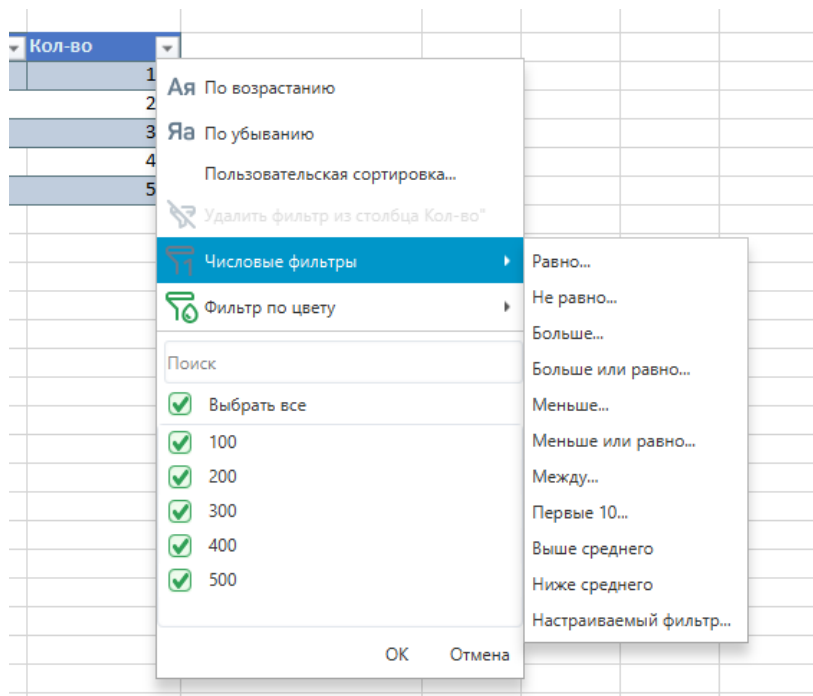 Кол-во
1
2
3
4
5
Ая По возрастанию
Яа По убыванию
Пользовательская сортировка...
Удалить фильтр из столбца Кол-во"
Числовые фильтры
Фильтр по цвету
Поиск
Выбрать все
100
200
300
400
500
ОК Отмена
Равно...
Не равно...
Больше...
Больше или равно...
Меньше...
Меньше или равно...
Между...
Первые 10...
Выше среднего
Ниже среднего
Настраиваемый фильтр...